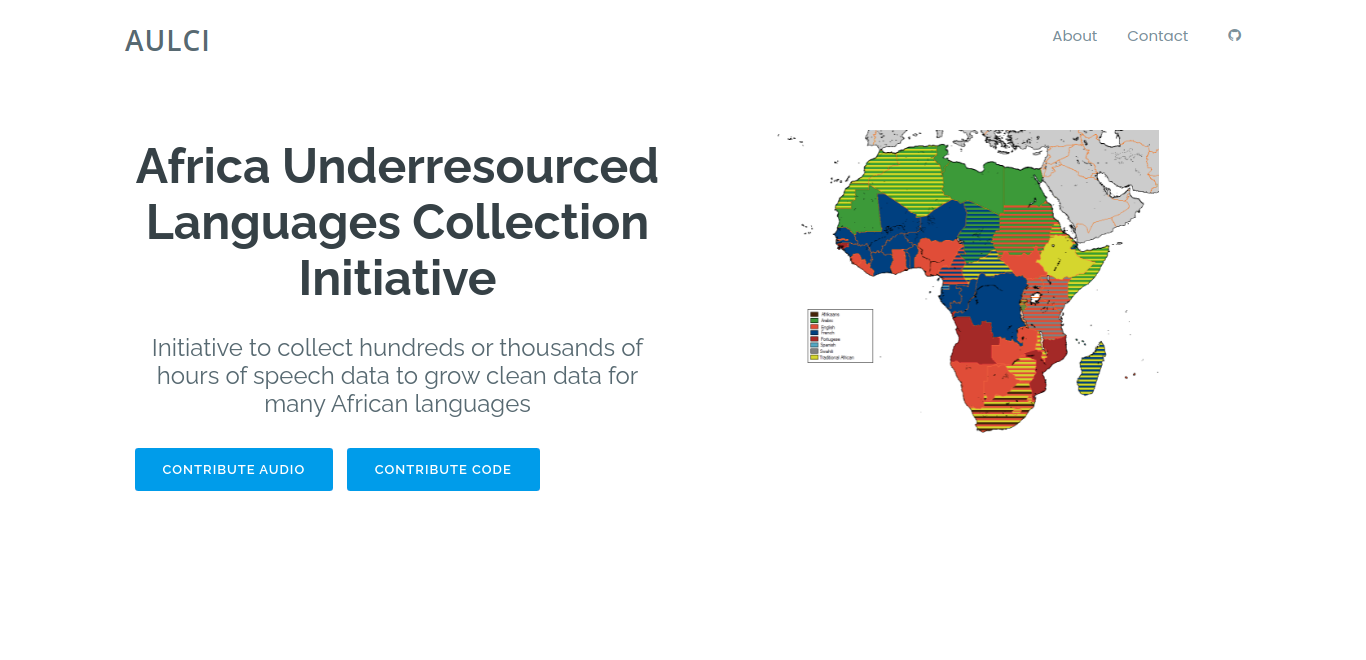 AULCI
About
Contact
Africa Underresourced
Languages Collection
Initiative
Initiative to collect hundreds or thousands of
hours of speech data to grow clean data for
many African languages
CONTRIBUTE AUDIO
CONTRIBUTE CODE
Afrikaans
Arabic
English
French
Portuguese
Spanish
Swahili
Traditional African